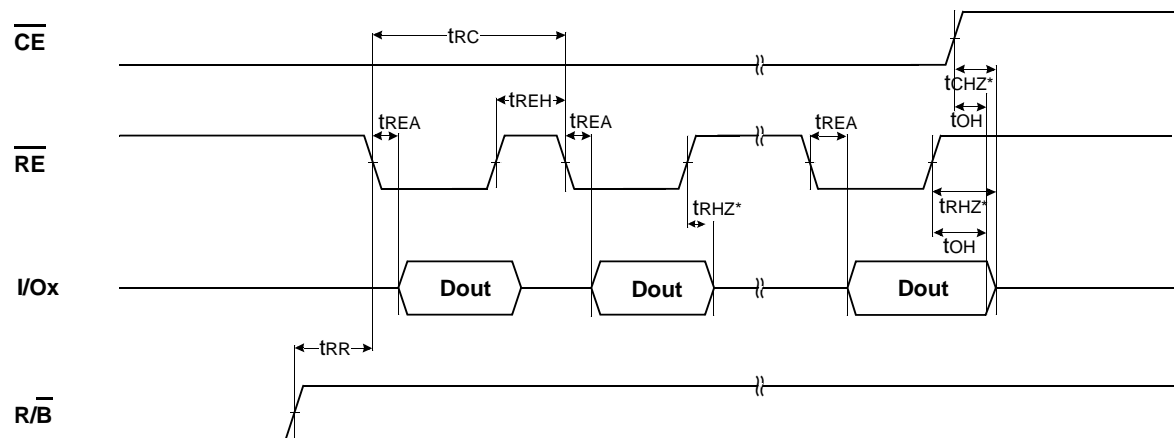 CE
tRC
tCHZ*
tREH
tOH
tREA
tREA
tREA
RE
tRHZ*
tRHZ*
tOH
I/Ox
Dout
Dout
Dout
tRR
R/B